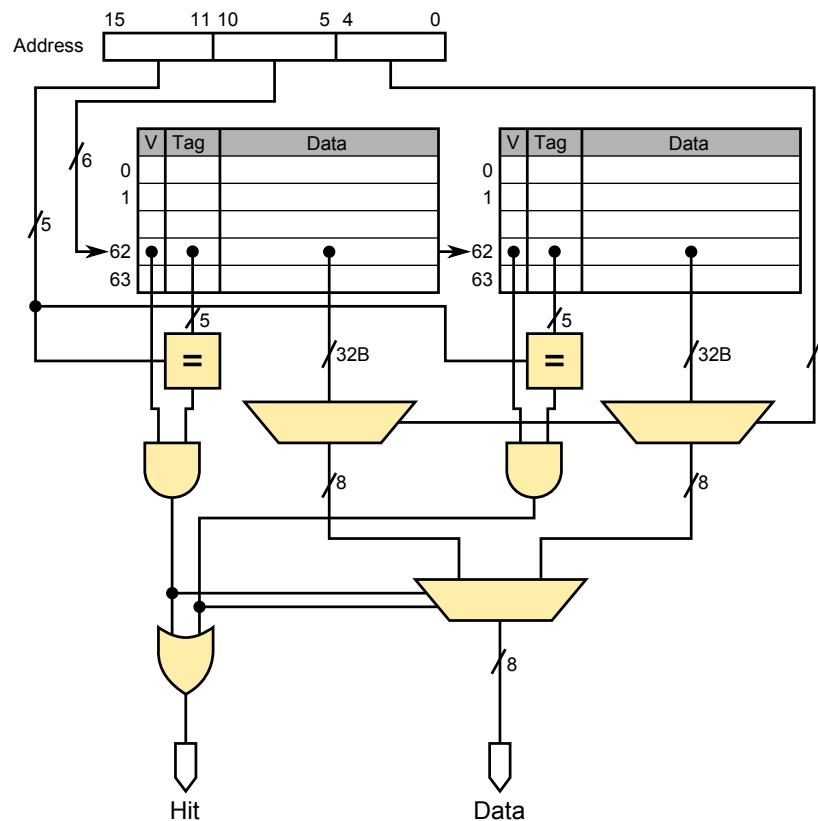 15 11 10 5 4 0
Address
V Tag Data V Tag Data
6
0 0
1 1
5
62 62
63 63
5 5
= 32B = 32B
8 8
8
Hit Data